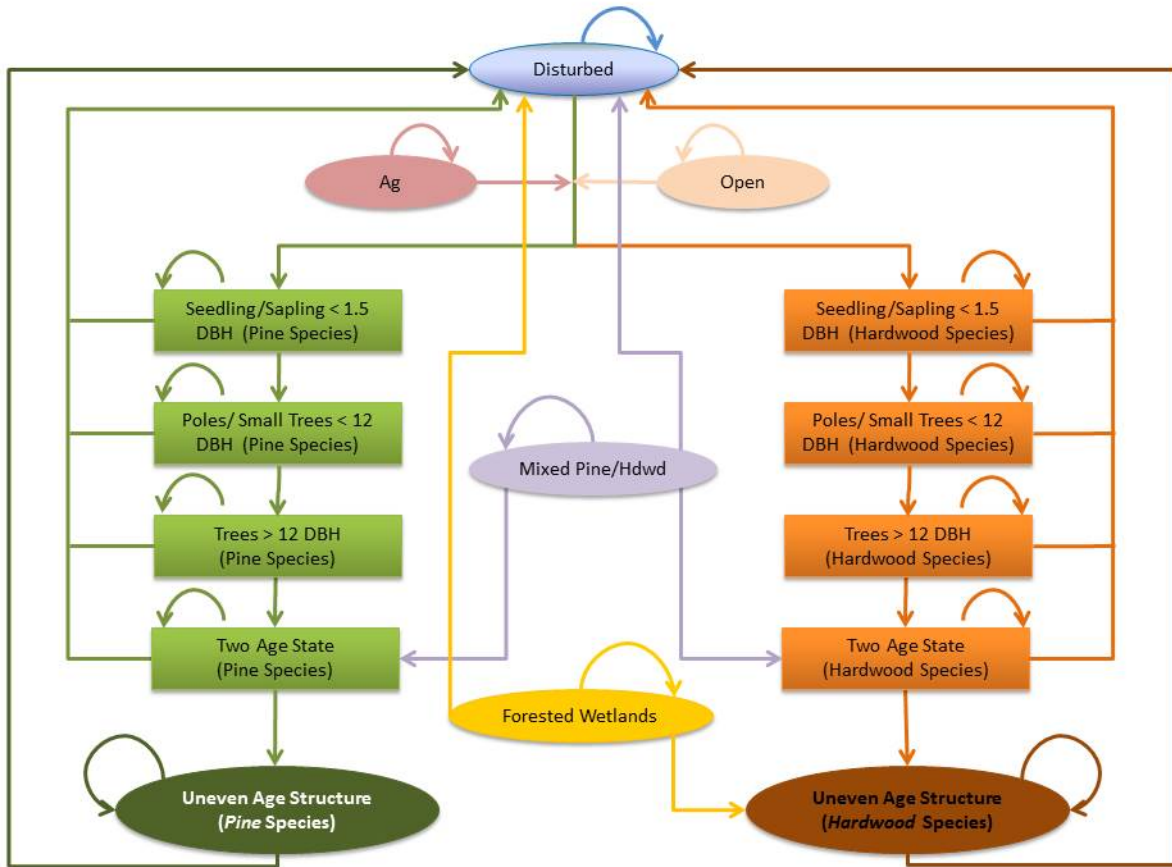 Disturbed
Ag
Open
Seedling/Sapling < 1.5
DBH (Pine Species)
Seedling/Sapling < 1.5
DBH (Hardwood Species)
Poles/ Small Trees < 12
DBH (Pine Species)
Poles/ Small Trees < 12
DBH (Hardwood Species)
Mixed Pine/Hdwd
Trees > 12 DBH
(Pine Species)
Trees > 12 DBH
(Hardwood Species)
Two Age State
(Pine Species)
Two Age State
(Hardwood Species)
Forested Wetlands
Uneven Age Structure
(Pine Species)
Uneven Age Structure
(Hardwood Species)